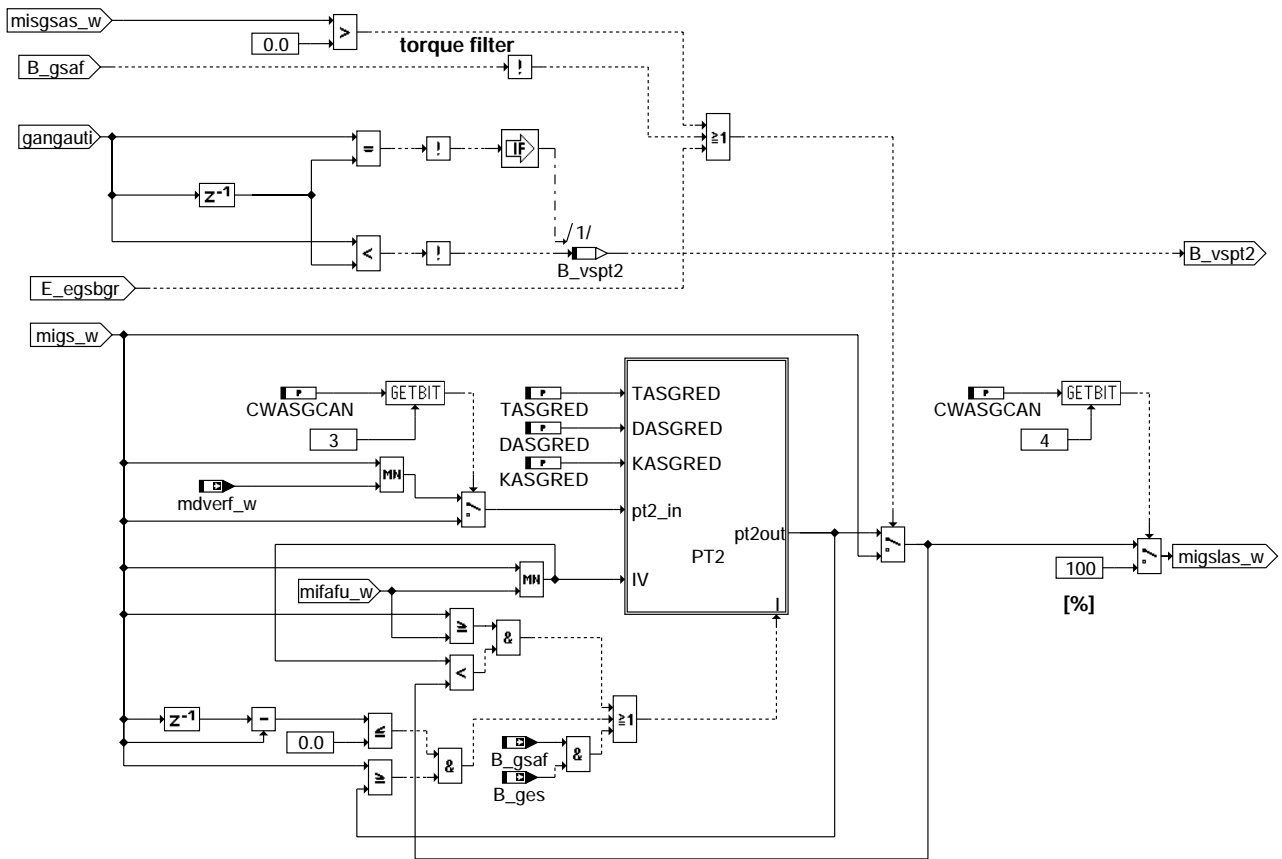 misgsas_w
0.0
>
torque filter
B_gsaf
!
gangauti
=
!
IF
≥1
z-1
/1/
<
!
B_vspt2
B_vspt2
E_egsbgr
migs_w
P
GETBIT
P
TASGRED
P
GETBIT
CWASGCAN
TASGRED
CWASGCAN
3
P
DASGRED
4
DASGRED
MN
P
KASGRED
KASGRED
mdverf_w
pt2_in
pt2out
PT2
migslas_w
MN
IV
100
mifafu_w
[%]
I
≥
&
<
≥1
z-1
-
≤
0.0
&
B_gsaf
&
≥
B_ges